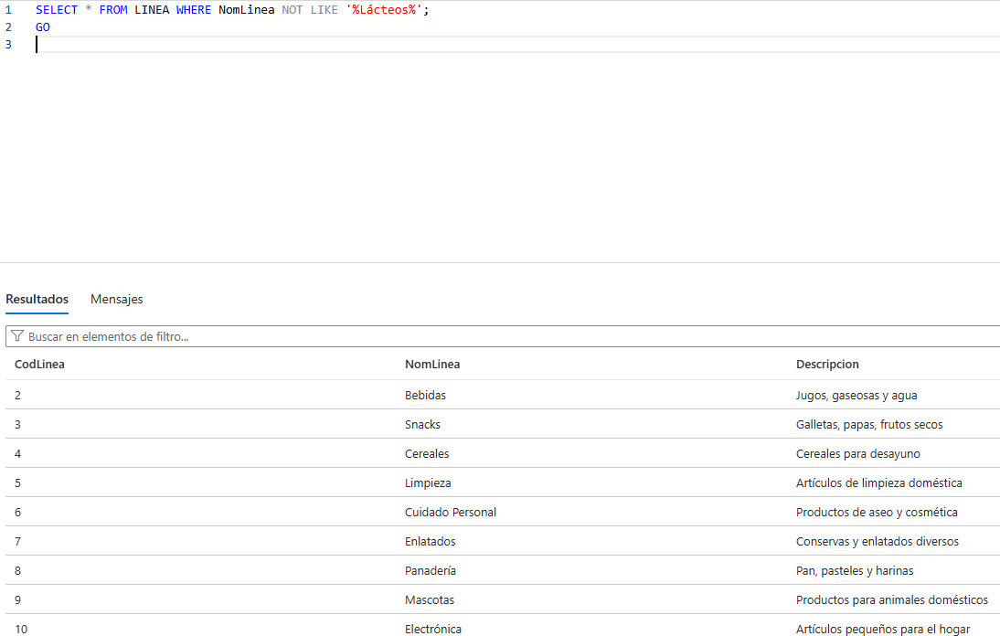 1 SELECT * FROM LINEA WHERE NomLinea NOT LIKE '%Lácteos%';
2 GO
3
Resultados Mensajes
Buscar en elementos de filtro...
CodLinea NomLinea Descripcion
2 Bebidas Jugos, gaseosas y agua
3 Snacks Galletas, papas, frutos secos
4 Cereales Cereales para desayuno
5 Limpieza Artículos de limpieza doméstica
6 Cuidado Personal Productos de aseo y cosmética
7 Enlatados Conservas y enlatados diversos
8 Panadería Pan, pasteles y harinas
9 Mascotas Productos para animales domésticos
10 Electrónica Artículos pequeños para el hogar